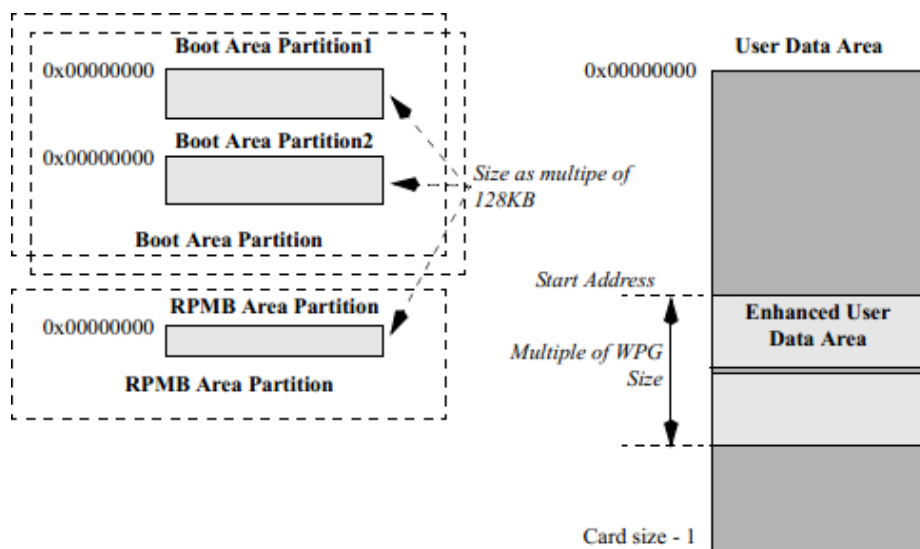 Boot Area Partition1
0x00000000
Boot Area Partition2
0x00000000
Size as multipe of
128KB
Boot Area Partition
RPMB Area Partition
0x00000000
RPMB Area Partition
User Data Area
0x00000000
Start Address
Enhanced User
Data Area
Multiple of WPG
Size
Card size - 1